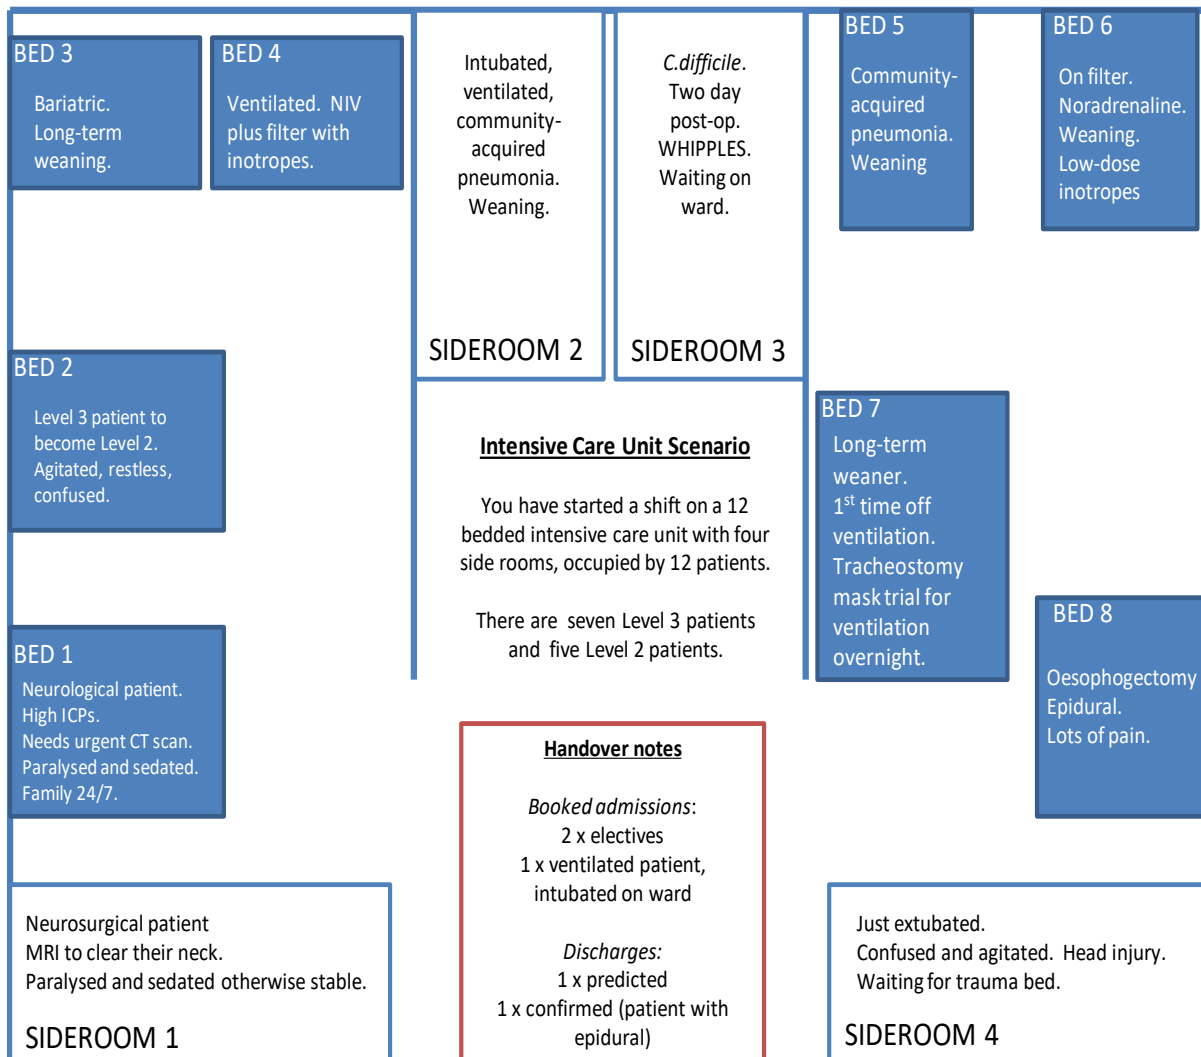 BED 3
Bariatric.
Long-term
weaning.
BED 4
Ventilated. NIV
plus filter with
inotropes.
Intubated,
ventilated,
community-
acquired
pneumonia.
Weaning.
SIDEROOM 2
C.difficile.
Two day
post-op.
WHIPPLES.
Waiting on
ward.
SIDEROOM 3
BED 5
Community-
acquired
pneumonia.
Weaning
BED 6
On filter.
Noradrenaline.
Weaning.
Low-dose
inotropes
BED 2
Level 3 patient to
become Level 2.
Agitated, restless,
confused.
Intensive Care Unit Scenario
You have started a shift on a 12
bedded intensive care unit with four
side rooms, occupied by 12 patients.
There are seven Level 3 patients
and five Level 2 patients.
BED 7
Long-term
weaner.
1st time off
ventilation.
Tracheostomy
mask trial for
ventilation
overnight.
BED 8
Oesophogectomy
Epidural.
Lots of pain.
BED 1
Neurological patient.
High ICPs.
Needs urgent CT scan.
Paralysed and sedated.
Family 24/7.
Handover notes
Booked admissions:
2 x electives
1 x ventilated patient,
intubated on ward
Discharges:
1 x predicted
1 x confirmed (patient with
epidural)
Neurosurgical patient
MRI to clear their neck.
Paralysed and sedated otherwise stable.
SIDEROOM 1
Just extubated.
Confused and agitated. Head injury.
Waiting for trauma bed.
SIDEROOM 4